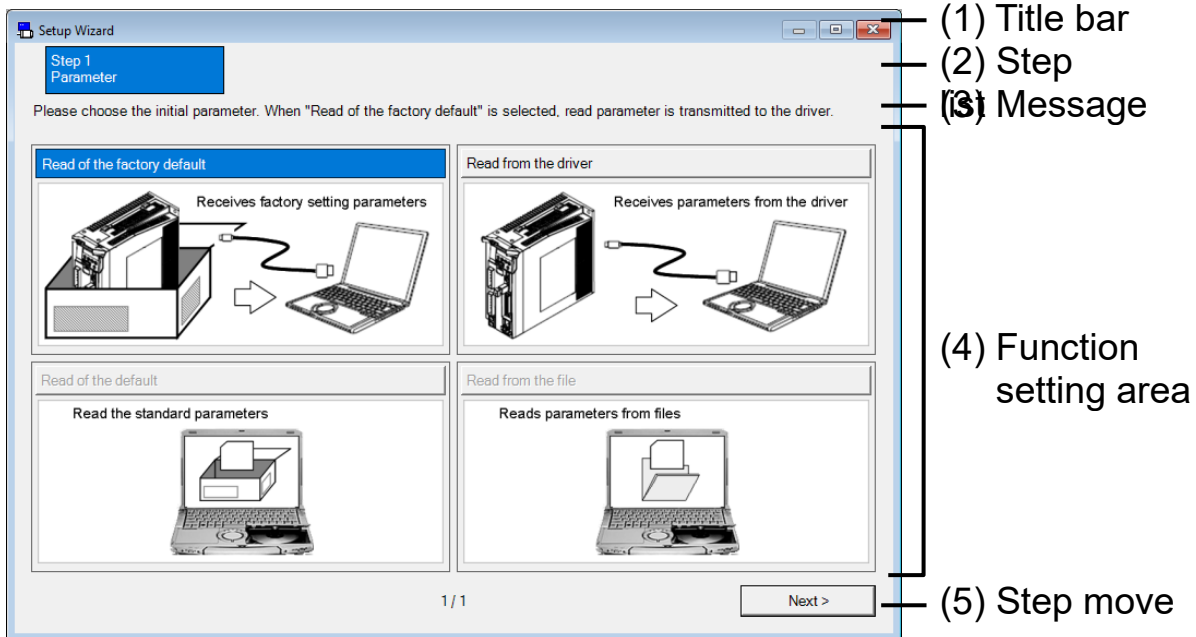 Setup Wizard
(1) Title bar
Step 1
Parameter
(2) Step
list
Please choose the initial parameter. When "Read of the factory default" is selected, read parameter is transmitted to the driver.
(3) Message
Read of the factory default
Read from the driver
Receives factory setting parameters
Receives parameters from the driver
(4) Function
setting area
Read of the default
Read from the file
Read the standard parameters
Reads parameters from files
1 / 1
Next >
(5) Step move